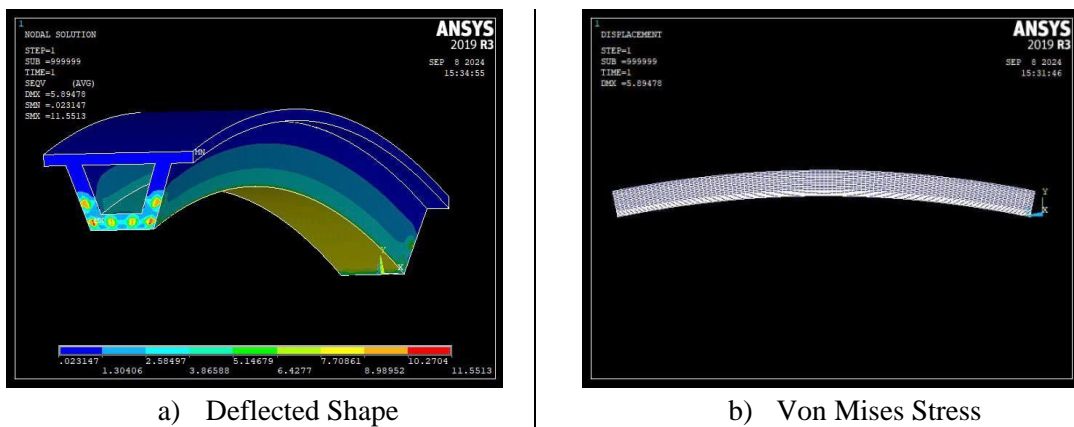 1
NODAL SOLUTION
STEP=1
SUB =999999
TIME=1
SEQV (AVG)
DMX =5.89478
SMN =.023147
SMX =11.5513
ANSYS
2019 R3
SEP 8 2024
15:34:55
MN
Y
X
.023147 2.58497 5.14679 7.70861 10.2704
1.30406 3.86588 6.4277 8.98952 11.5513
a) Deflected Shape
1
DISPLACEMENT
STEP=1
SUB =999999
TIME=1
DMX =5.89478
ANSYS
2019 R3
SEP 8 2024
15:31:46
Y
X
b) Von Mises Stress